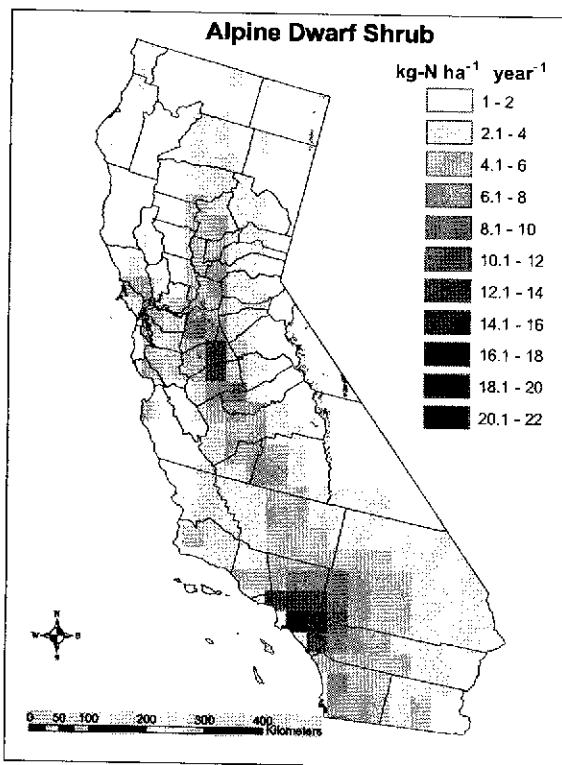 Alpine Dwarf Shrub
kg-N ha⁻¹ year⁻¹
1 - 2
2.1 - 4
4.1 - 6
6.1 - 8
8.1 - 10
10.1 - 12
12.1 - 14
14.1 - 16
16.1 - 18
18.1 - 20
20.1 - 22
N
W
S
0 50 100 200 300 400
Kilometers